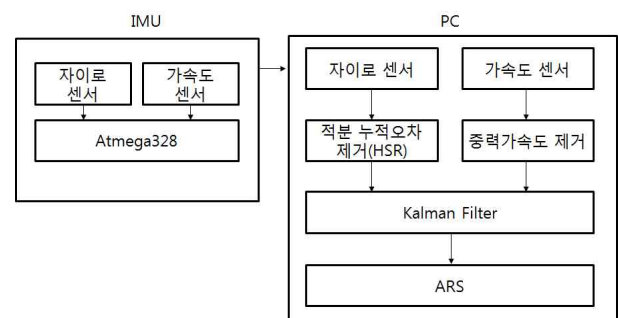 IMU
자이로
센서
가속도
센서
Atmega328
PC
자이로 센서
가속도 센서
적분 누적오차
제거(HSR)
중력가속도 제거
Kalman Filter
ARS